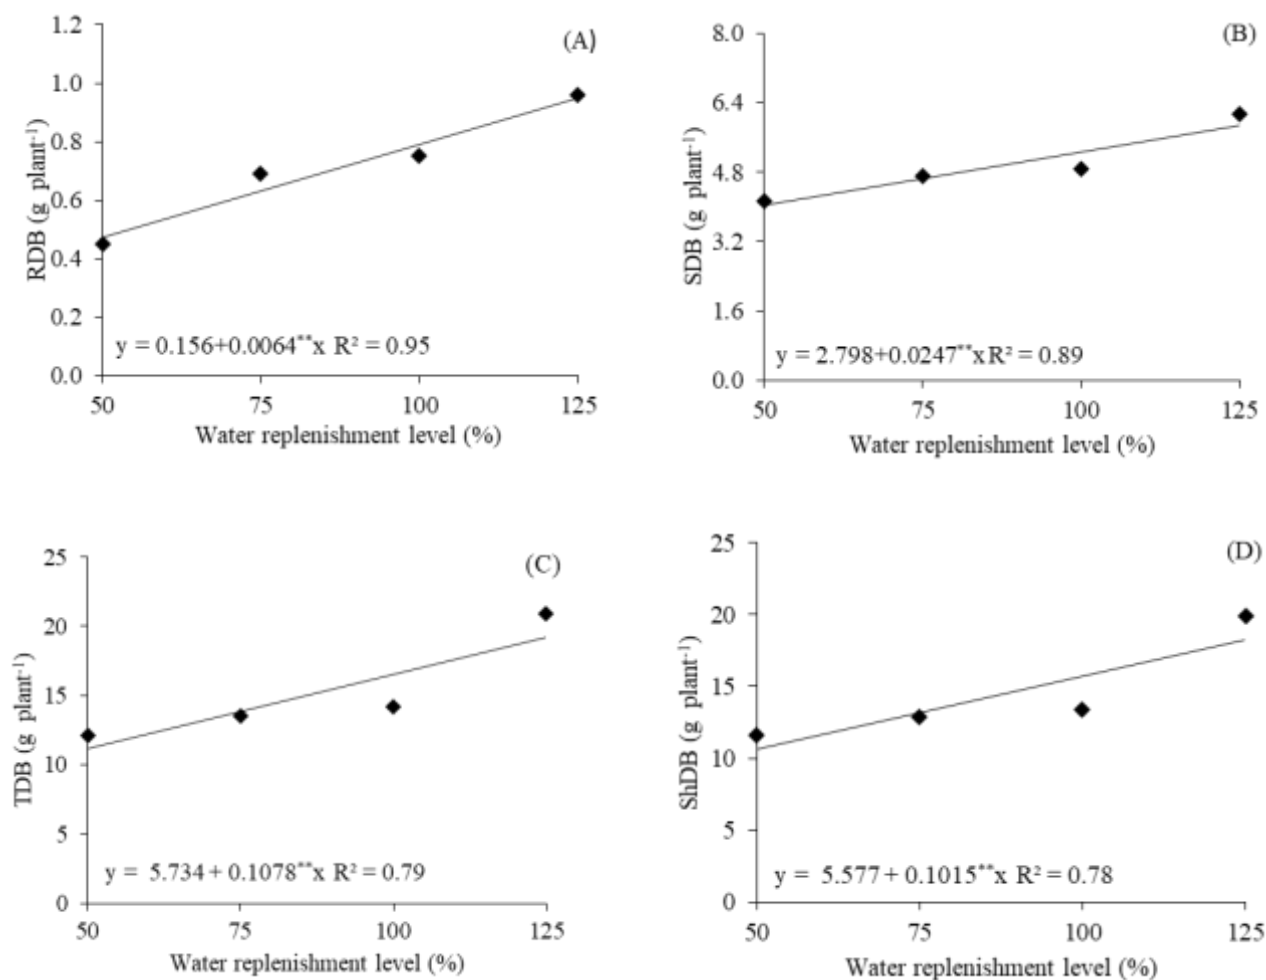 (A)
RDB (g plant⁻¹)
1.2
1.0
0.8
0.6
0.4
0.2
0.0
y = 0.156+0.0064**x R² = 0.95
50 75 100 125
Water replenishment level (%)
(B)
SDB (g plant⁻¹)
8.0
6.4
4.8
3.2
1.6
0.0
y = 2.798+0.0247**x R² = 0.89
50 75 100 125
Water replenishment level (%)
(C)
TDB (g plant⁻¹)
25
20
15
10
5
0
y = 5.734 + 0.1078**x R² = 0.79
50 75 100 125
Water replenishment level (%)
(D)
ShDB (g plant⁻¹)
25
20
15
10
5
0
y = 5.577 + 0.1015**x R² = 0.78
50 75 100 125
Water replenishment level (%)